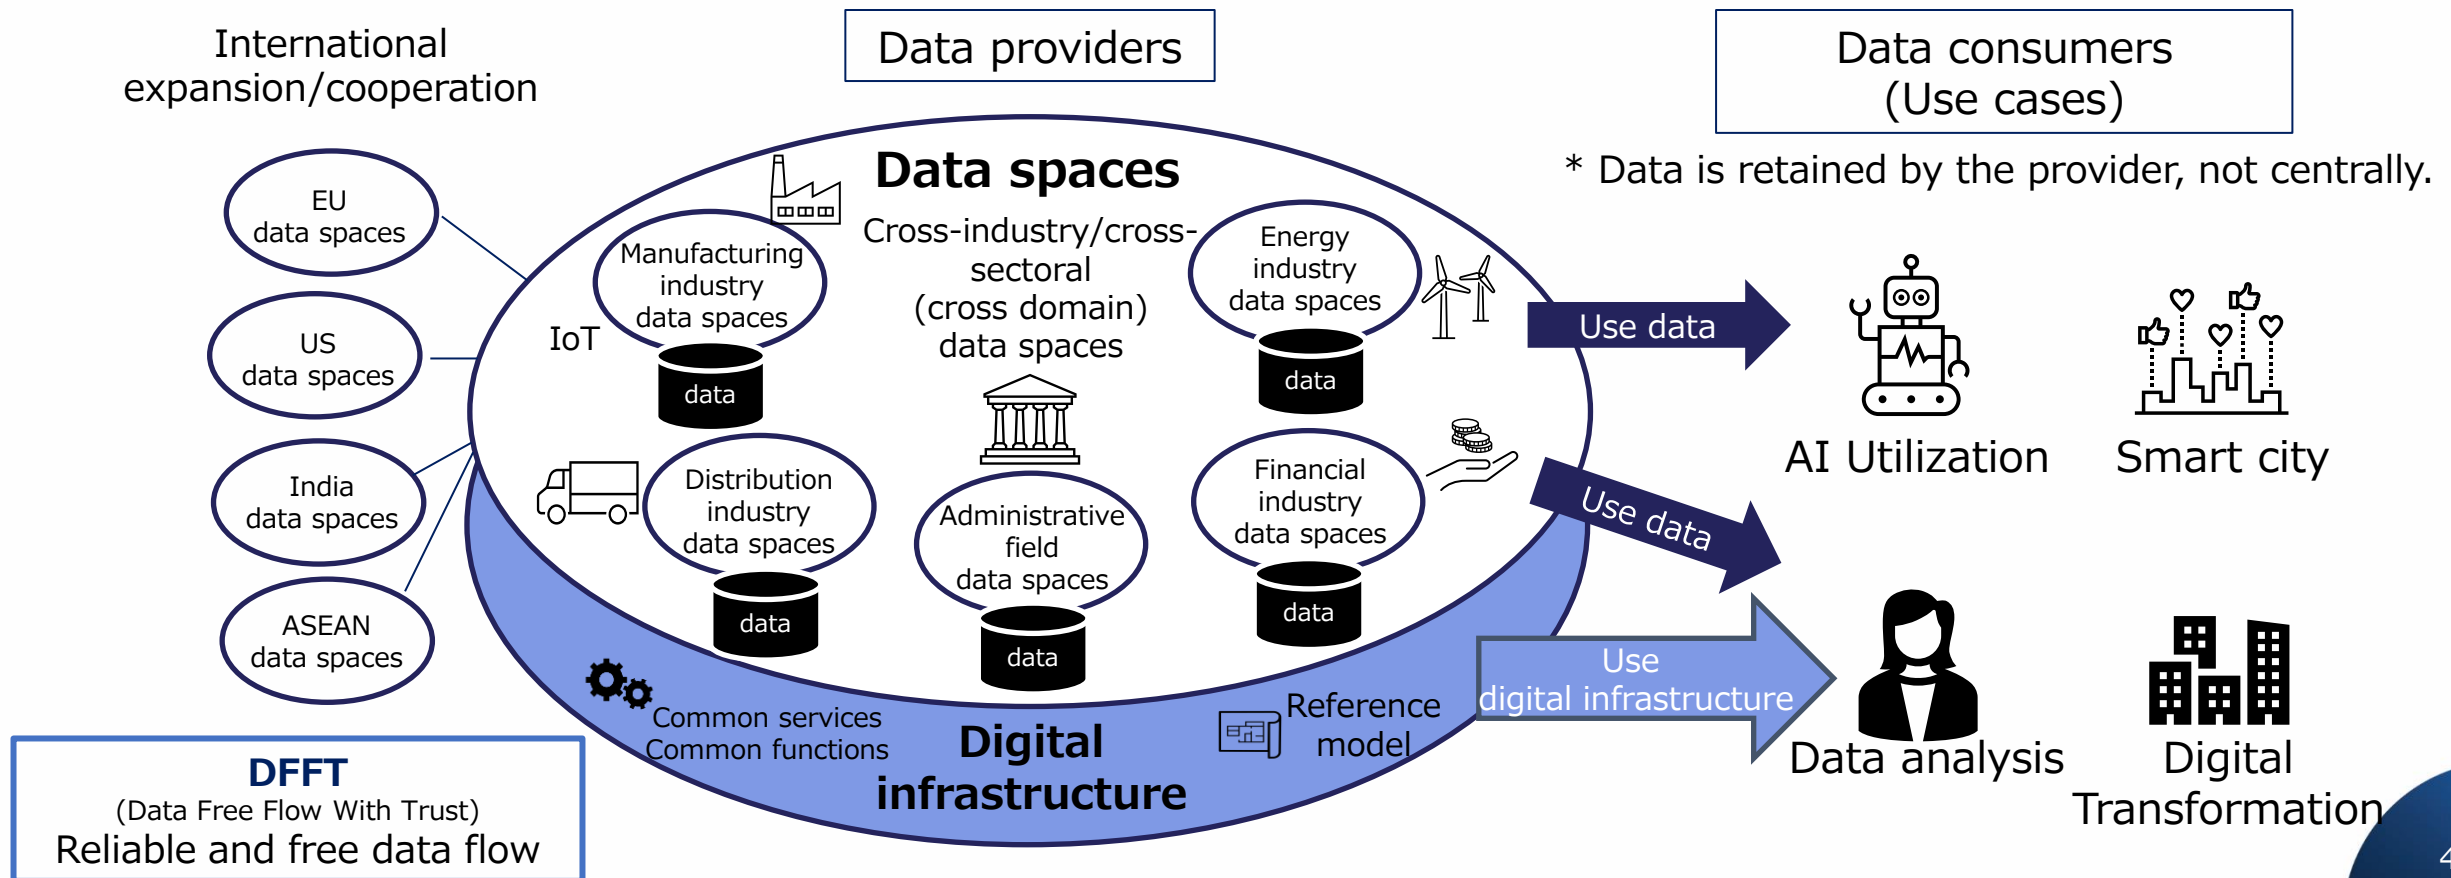 International
expansion/cooperation
Data providers
Data consumers
(Use cases)
* Data is retained by the provider, not centrally.
EU
data spaces
US
data spaces
India
data spaces
ASEAN
data spaces
DFFT
(Data Free Flow With Trust)
Reliable and free data flow
Data spaces
Cross-industry/cross-
sectoral
(cross domain)
data spaces
Manufacturing
industry
data spaces
IoT
data
Energy
industry
data spaces
data
Distribution
industry
data spaces
data
Administrative
field
data spaces
data
Financial
industry
data spaces
data
Common services
Common functions
Digital
infrastructure
Reference
model
Use data
Use data
Use
digital infrastructure
AI Utilization
Smart city
Data analysis
Digital
Transformation
4